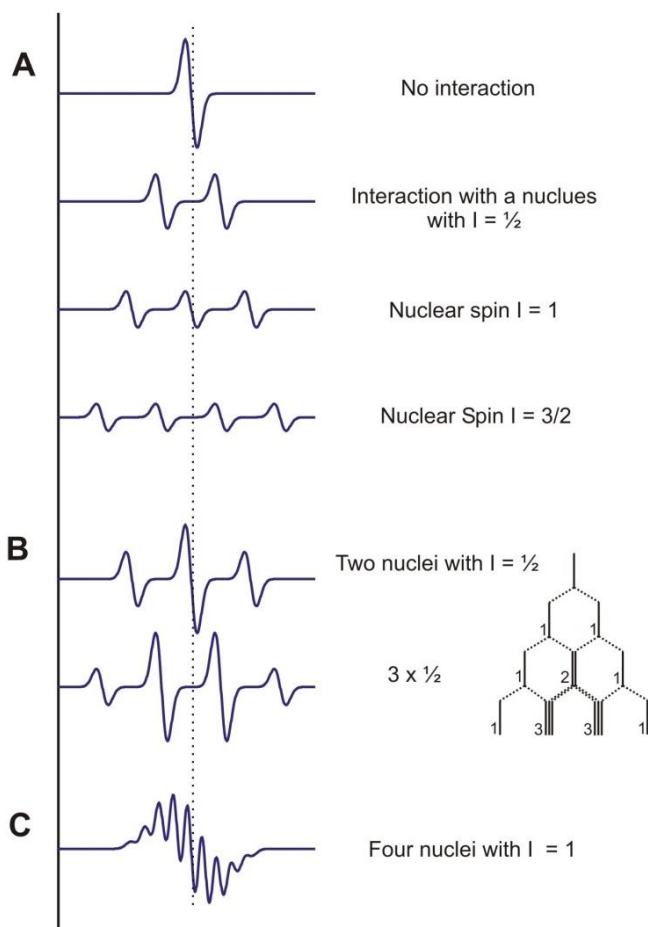 A
No interaction
Interaction with a nuclues
with I = ½
Nuclear spin I = 1
Nuclear Spin I = 3/2
B
Two nuclei with I = ½
1 1
3 x ½
1 2 1
1 3 3 1
C
Four nuclei with I = 1